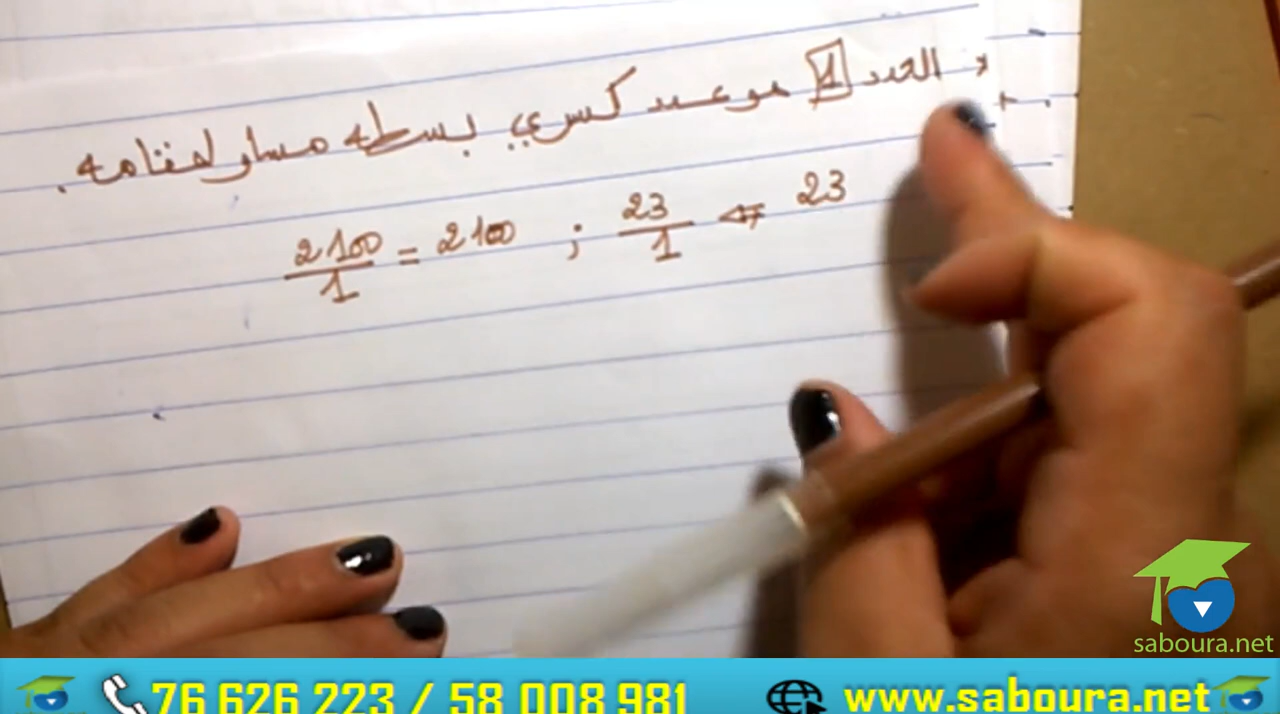 * العدد 1 هو عدد كسري بسطه مساو لمقامه .
23 ⇐ 23/1 ; 2100/1 = 2100
saboura.net
76 626 223 / 58 008 981
www.saboura.net